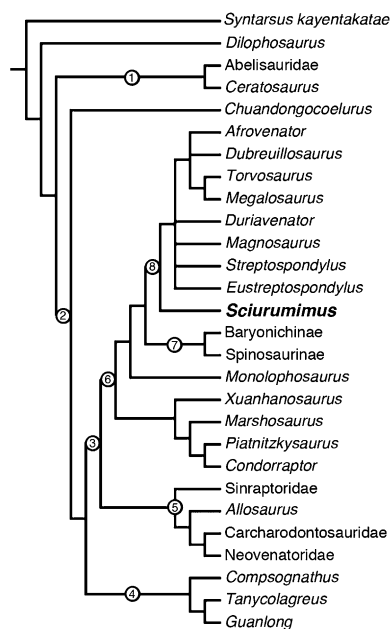 Syntarsus kayentakatae
Dilophosaurus
Abelisauridae
1
Ceratosaurus
Chuandongocoelurus
Afrovenator
Dubreuillosaurus
Torvosaurus
Megalosaurus
Duriavenator
Magnosaurus
8
Streptospondylus
Eustreptospondylus
Sciurumimus
2
Baryonichinae
7
Spinosaurinae
6
Monolophosaurus
Xuanhanosaurus
Marshosaurus
3
Piatnitzkysaurus
Condorraptor
Sinraptoridae
5
Allosaurus
Carcharodontosauridae
Neovenatoridae
Compsognathus
4
Tanycolagreus
Guanlong